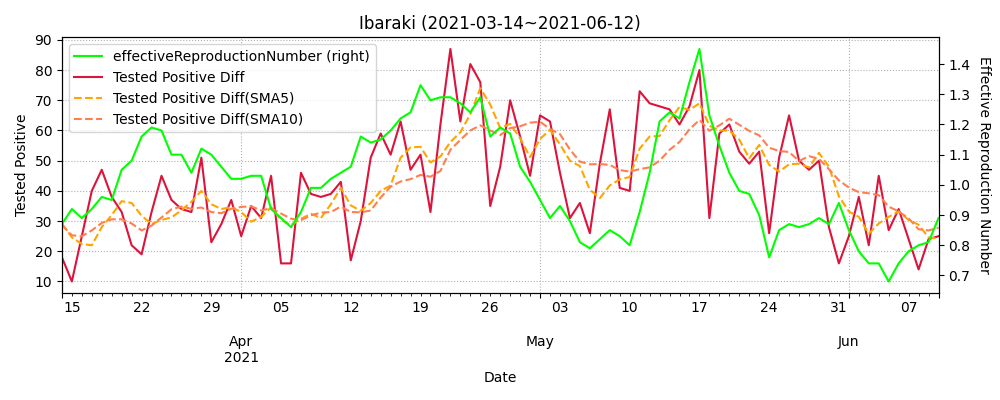 Ibaraki (2021-03-14~2021-06-12)
effectiveReproductionNumber (right)
Tested Positive Diff
Tested Positive Diff(SMA5)
Tested Positive Diff(SMA10)
Tested Positive
90
80
70
60
50
40
30
20
10
1.4
1.3
1.2
1.1
1.0
0.9
0.8
0.7
Effective Reproduction Number
15 22 29 05 12 19 26 03 10 17 24 31 07
Apr May Jun
2021
Date